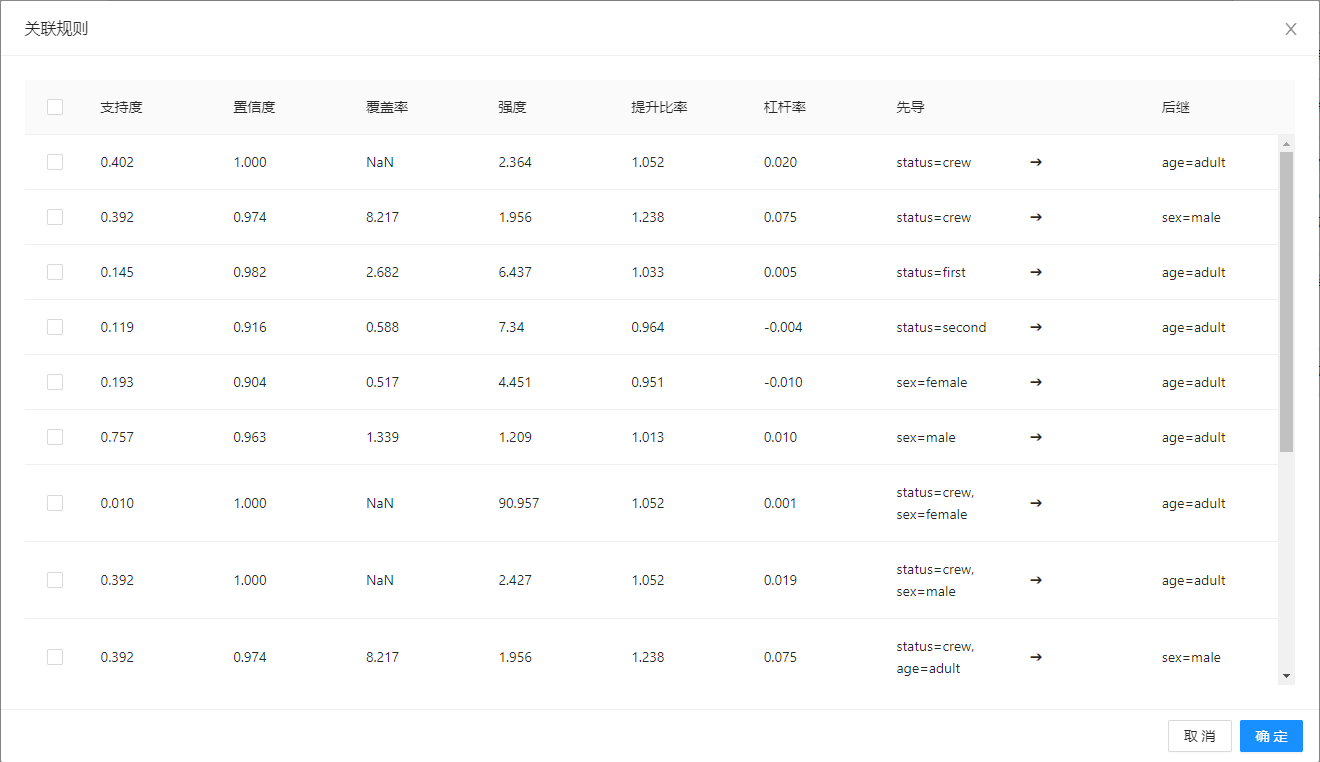 关联规则
支持度 置信度 覆盖率 强度 提升比率 杠杆率 先导 后继
0.402 1.000 NaN 2.364 1.052 0.020 status=crew → age=adult
0.392 0.974 8.217 1.956 1.238 0.075 status=crew → sex=male
0.145 0.982 2.682 6.437 1.033 0.005 status=first → age=adult
0.119 0.916 0.588 7.34 0.964 -0.004 status=second → age=adult
0.193 0.904 0.517 4.451 0.951 -0.010 sex=female → age=adult
0.757 0.963 1.339 1.209 1.013 0.010 sex=male → age=adult
0.010 1.000 NaN 90.957 1.052 0.001 status=crew, → age=adult
sex=female
0.392 1.000 NaN 2.427 1.052 0.019 status=crew, → age=adult
sex=male
0.392 0.974 8.217 1.956 1.238 0.075 status=crew, → sex=male
age=adult
取 消 确 定